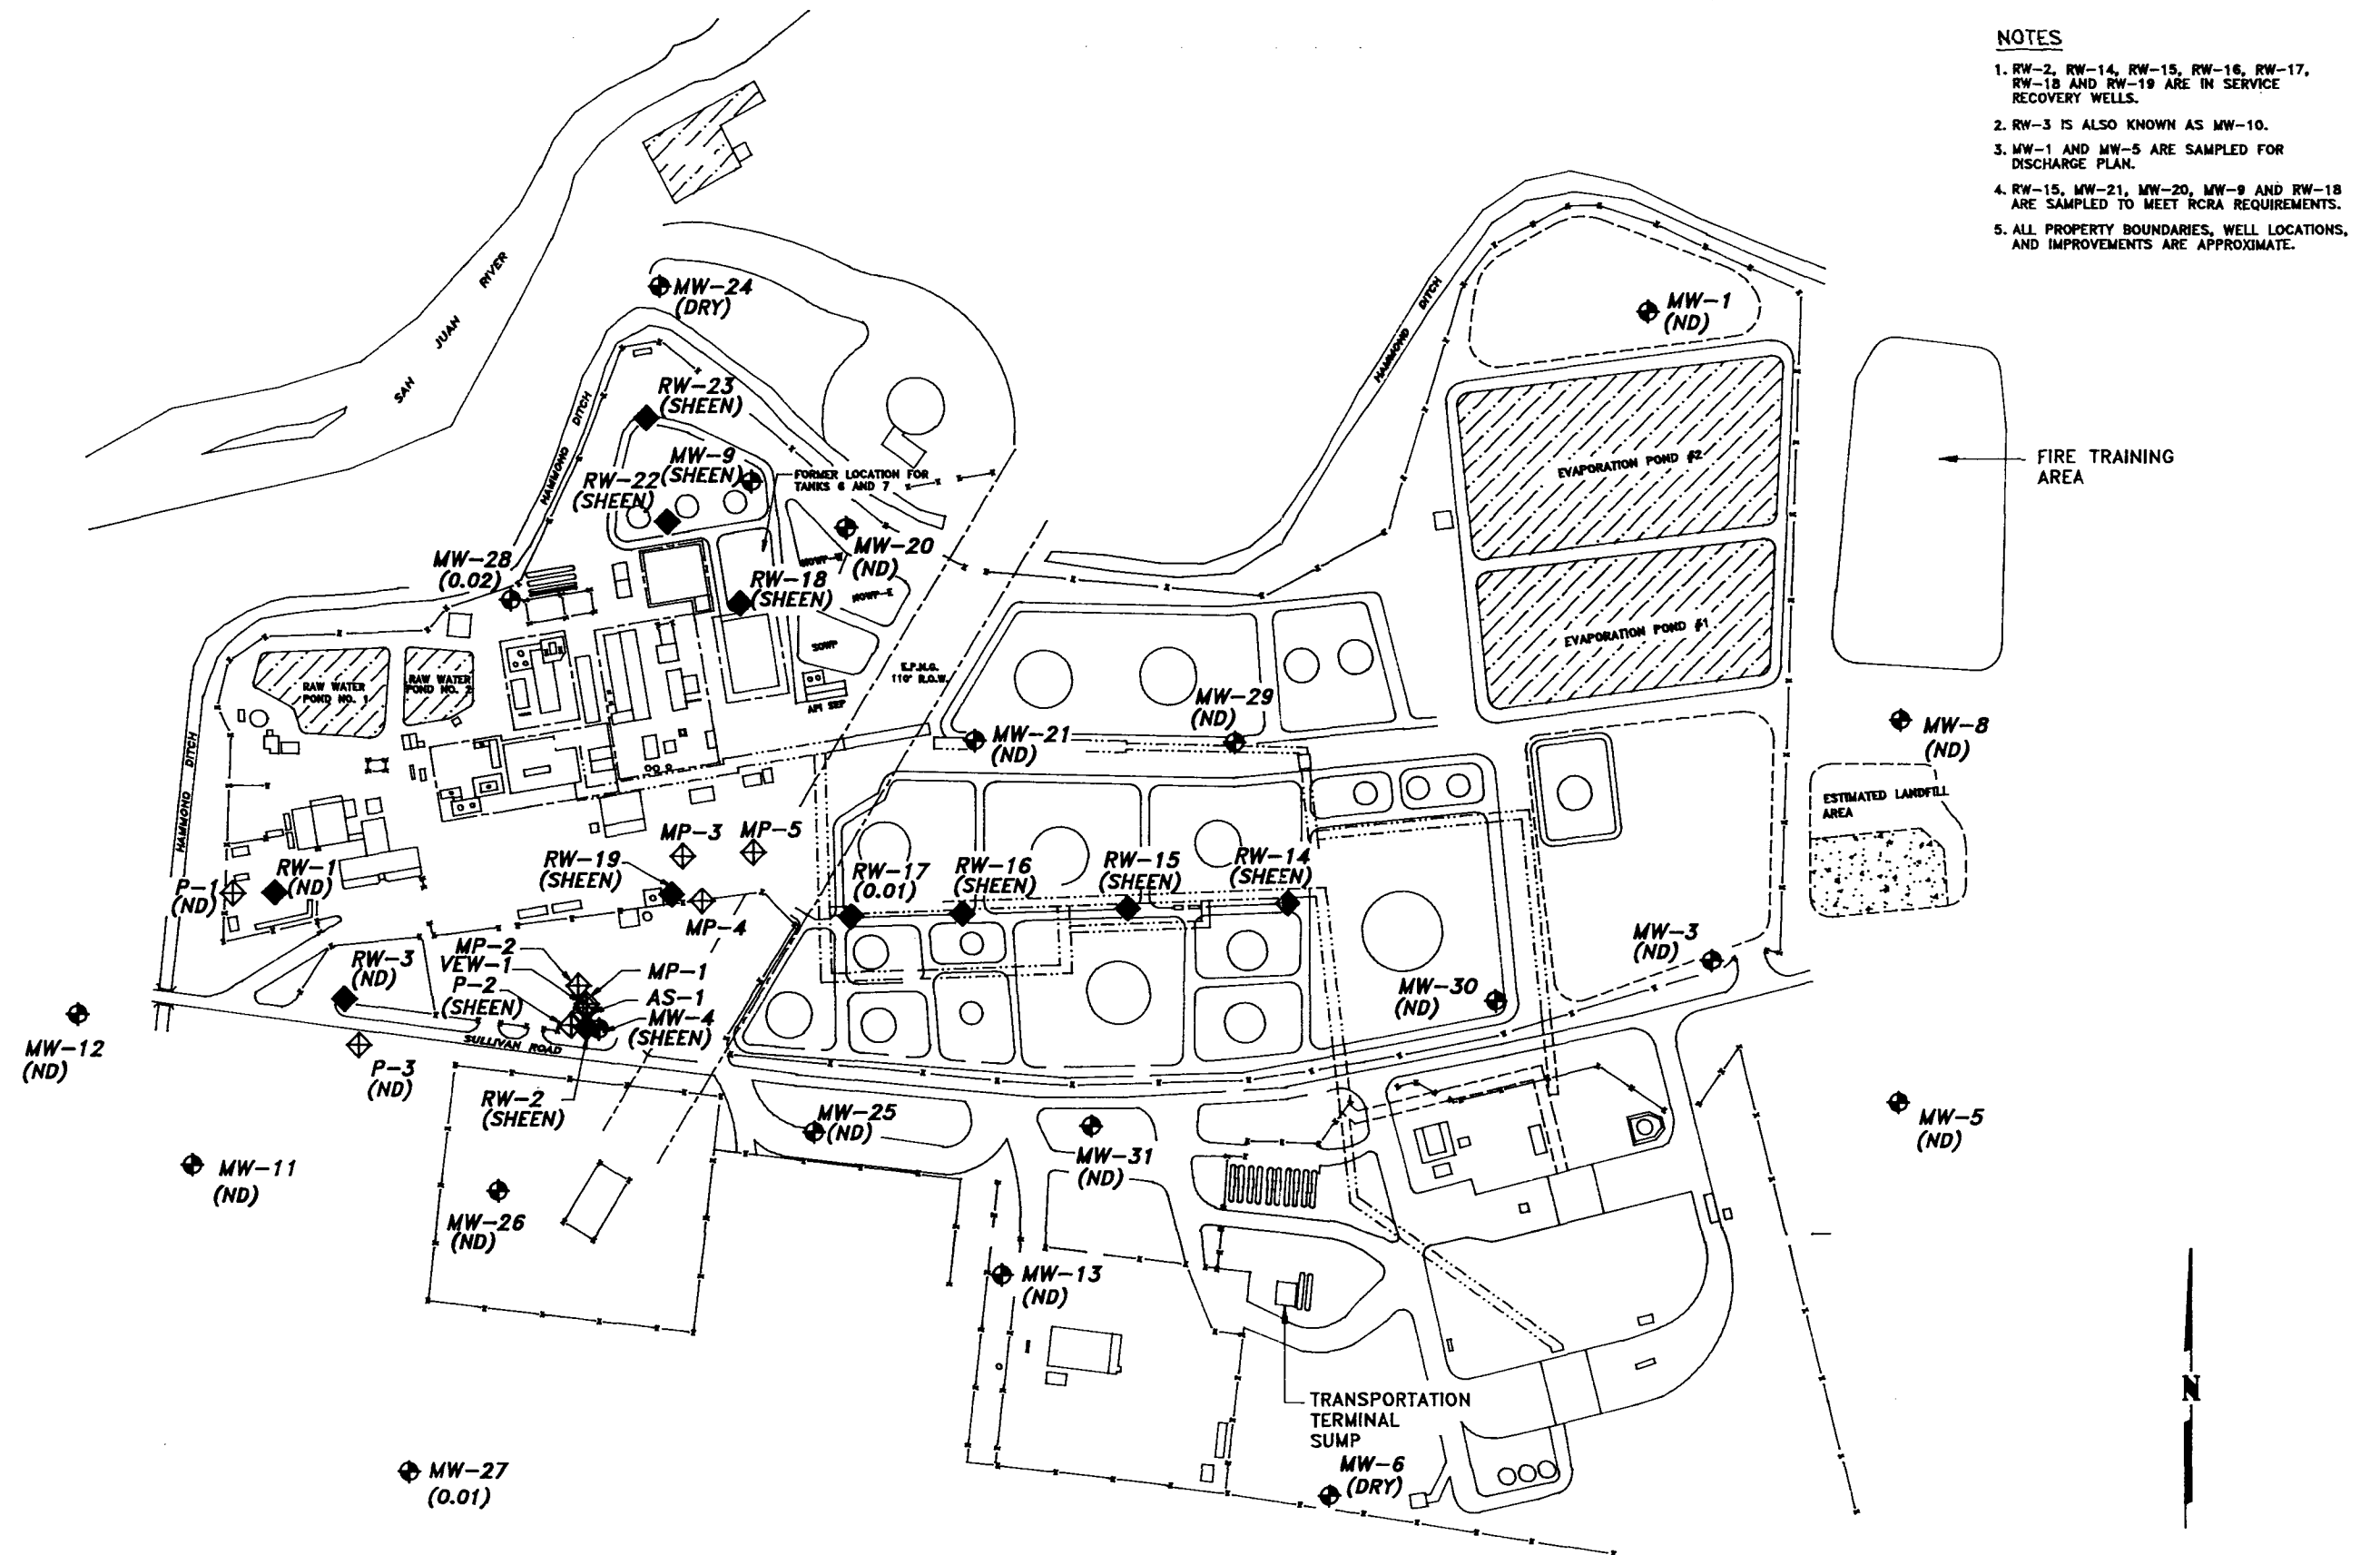 NOTES
1. RW-2, RW-14, RW-15, RW-16, RW-17,
RW-18 AND RW-19 ARE IN SERVICE
RECOVERY WELLS.
2. RW-3 IS ALSO KNOWN AS MW-10.
3. MW-1 AND MW-5 ARE SAMPLED FOR
DISCHARGE PLAN.
4. RW-15, MW-21, MW-20, MW-9 AND RW-18
ARE SAMPLED TO MEET RCRA REQUIREMENTS.
5. ALL PROPERTY BOUNDARIES, WELL LOCATIONS,
AND IMPROVEMENTS ARE APPROXIMATE.
SAN JUAN RIVER
MW-24
(DRY)
HAMMOND DITCH
MW-1
(ND)
RW-23
(SHEEN)
HAMMOND DITCH
MW-9
(SHEEN)
RW-22
(SHEEN)
FORMER LOCATION FOR
TANKS 6 AND 7
EVAPORATION POND #2
FIRE TRAINING
AREA
MW-20
(ND)
MW-28
(0.02)
RW-18
(SHEEN)
SOWP
EVAPORATION POND #1
E.P.N.G.
110' R.O.W.
RAW WATER
POND NO. 1
RAW WATER
POND NO. 2
API SEP
MW-29
(ND)
MW-21
(ND)
MW-8
(ND)
HAMMOND DITCH
ESTIMATED LANDFILL
AREA
MP-3
MP-5
RW-19
(SHEEN)
RW-17
(0.01)
RW-16
(SHEEN)
RW-15
(SHEEN)
RW-14
(SHEEN)
RW-1
(ND)
P-1
(ND)
MP-4
MW-3
(ND)
MP-2
VEW-1
P-2
(SHEEN)
MP-1
AS-1
MW-4
(SHEEN)
RW-3
(ND)
MW-30
(ND)
MW-12
(ND)
SULLIVAN ROAD
P-3
(ND)
RW-2
(SHEEN)
MW-25
(ND)
MW-31
(ND)
MW-5
(ND)
MW-11
(ND)
MW-26
(ND)
MW-13
(ND)
TRANSPORTATION
TERMINAL
SUMP
MW-27
(0.01)
MW-6
(DRY)
N